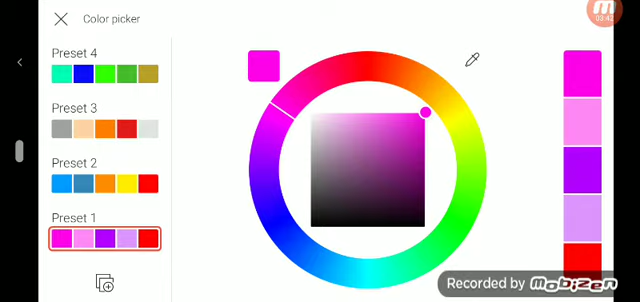 Color picker
03:42
Preset 4
Preset 3
Preset 2
Preset 1
Recorded by Mobizen